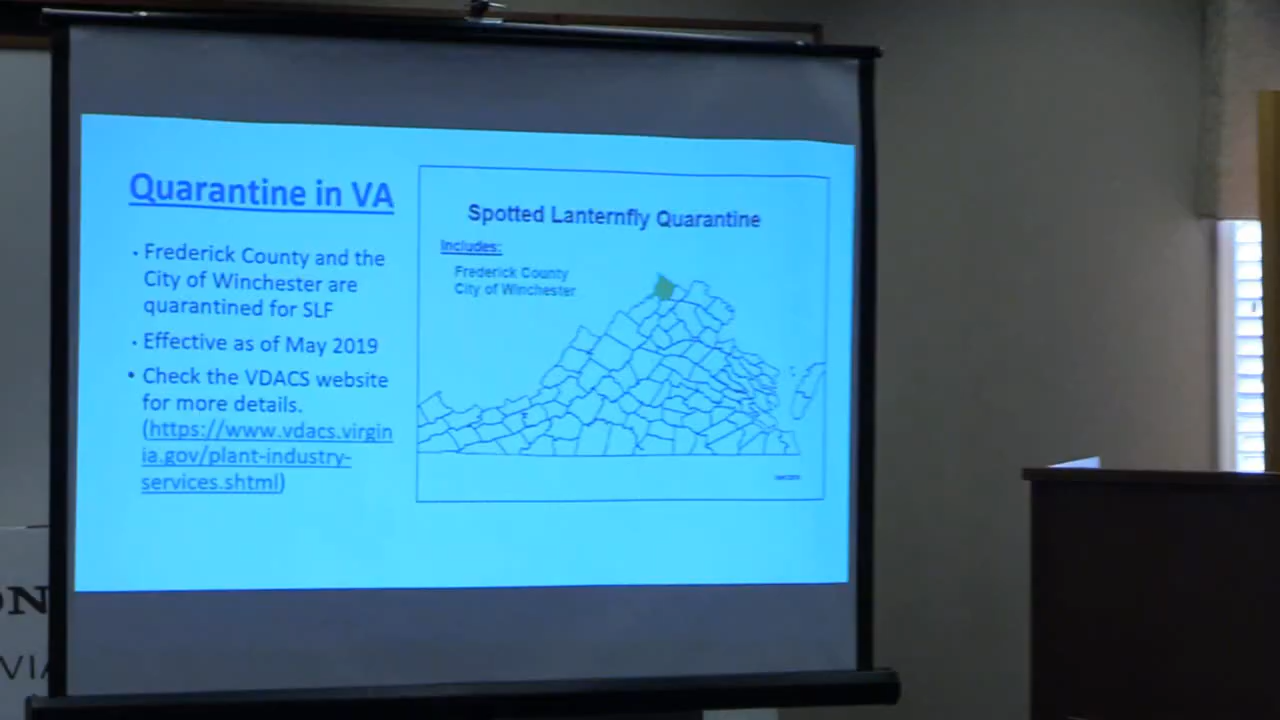 Quarantine in VA
• Frederick County and the
City of Winchester are
quarantined for SLF
• Effective as of May 2019
• Check the VDACS website
for more details.
(https://www.vdacs.virgin
ia.gov/plant-industry-
services.shtml)
Spotted Lanternfly Quarantine
Includes:
Frederick County
City of Winchester
ON
VIA